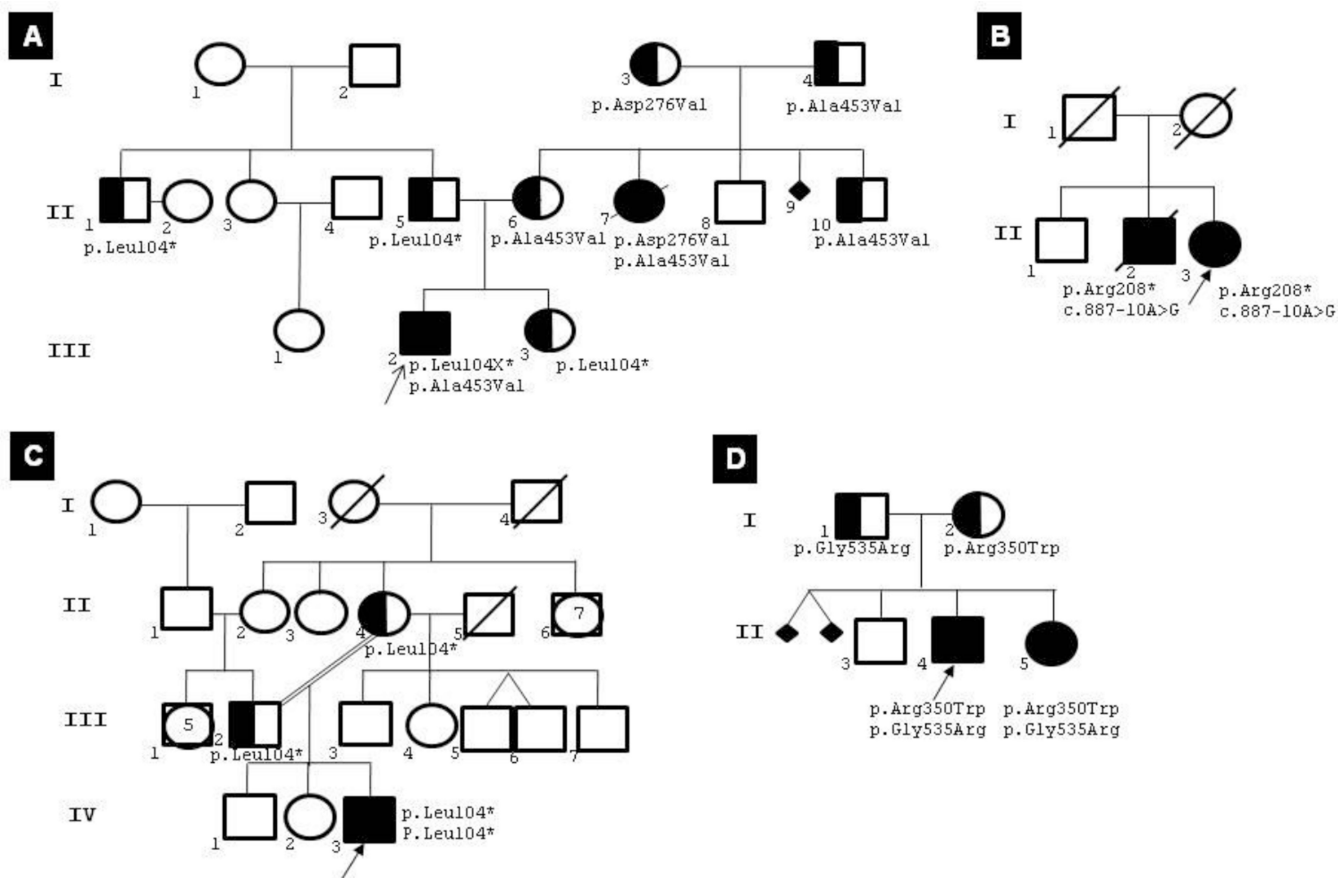 A
B
I
1
2
3
4
p.Asp276Val
p.Ala453Val
I
1
2
II
1
2
3
4
5
6
7
8
9
10
p.Leu104*
p.Leu104*
p.Ala453Val
p.Asp276Val
p.Ala453Val
p.Ala453Val
II
1
2
3
p.Arg208*
c.887-10A>G
p.Arg208*
c.887-10A>G
III
1
2
3
p.Leu104X*
p.Ala453Val
p.Leu104*
C
D
I
1
2
3
4
I
1
2
p.Gly535Arg
p.Arg350Trp
II
1
2
3
4
5
6
7
p.Leu104*
II
3
4
5
p.Arg350Trp
p.Gly535Arg
p.Arg350Trp
p.Gly535Arg
III
1
5
2
p.Leu104*
3
4
5
6
7
IV
1
2
3
p.Leu104*
P.Leu104*